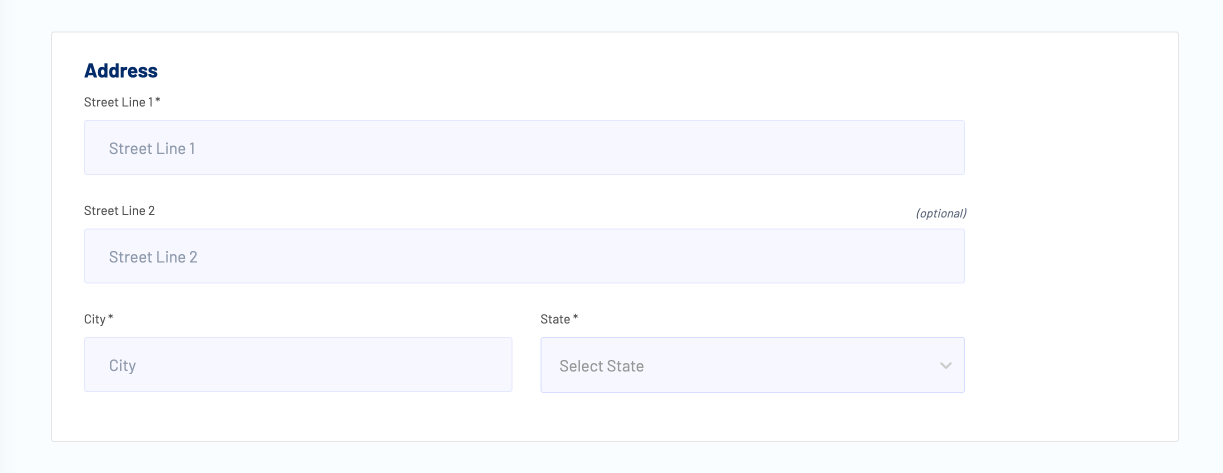 Address
Street Line 1 *
Street Line 1
Street Line 2 (optional)
Street Line 2
City * State *
City Select State